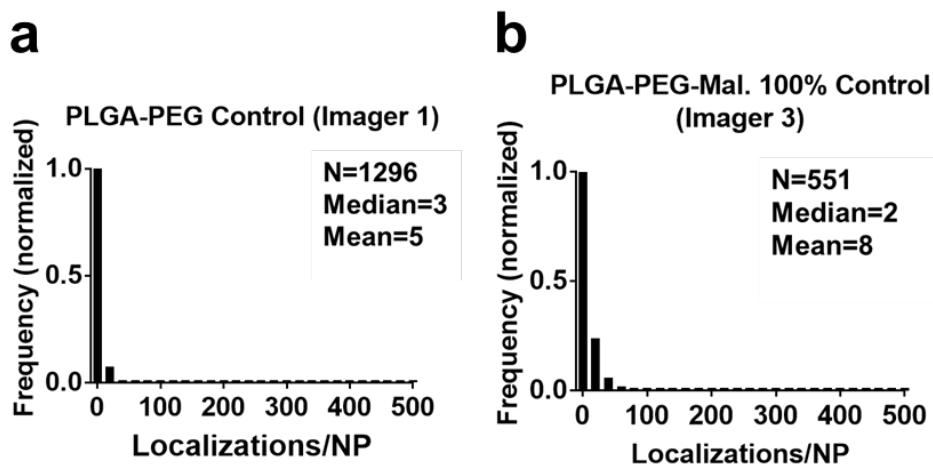 a
PLGA-PEG Control (Imager 1)
Frequency (normalized)
1.0
0.5
0.0
N=1296
Median=3
Mean=5
0 100 200 300 400 500
Localizations/NP
b
PLGA-PEG-Mal. 100% Control
(Imager 3)
Frequency (normalized)
1.0
0.5
0.0
N=551
Median=2
Mean=8
0 100 200 300 400 500
Localizations/NP